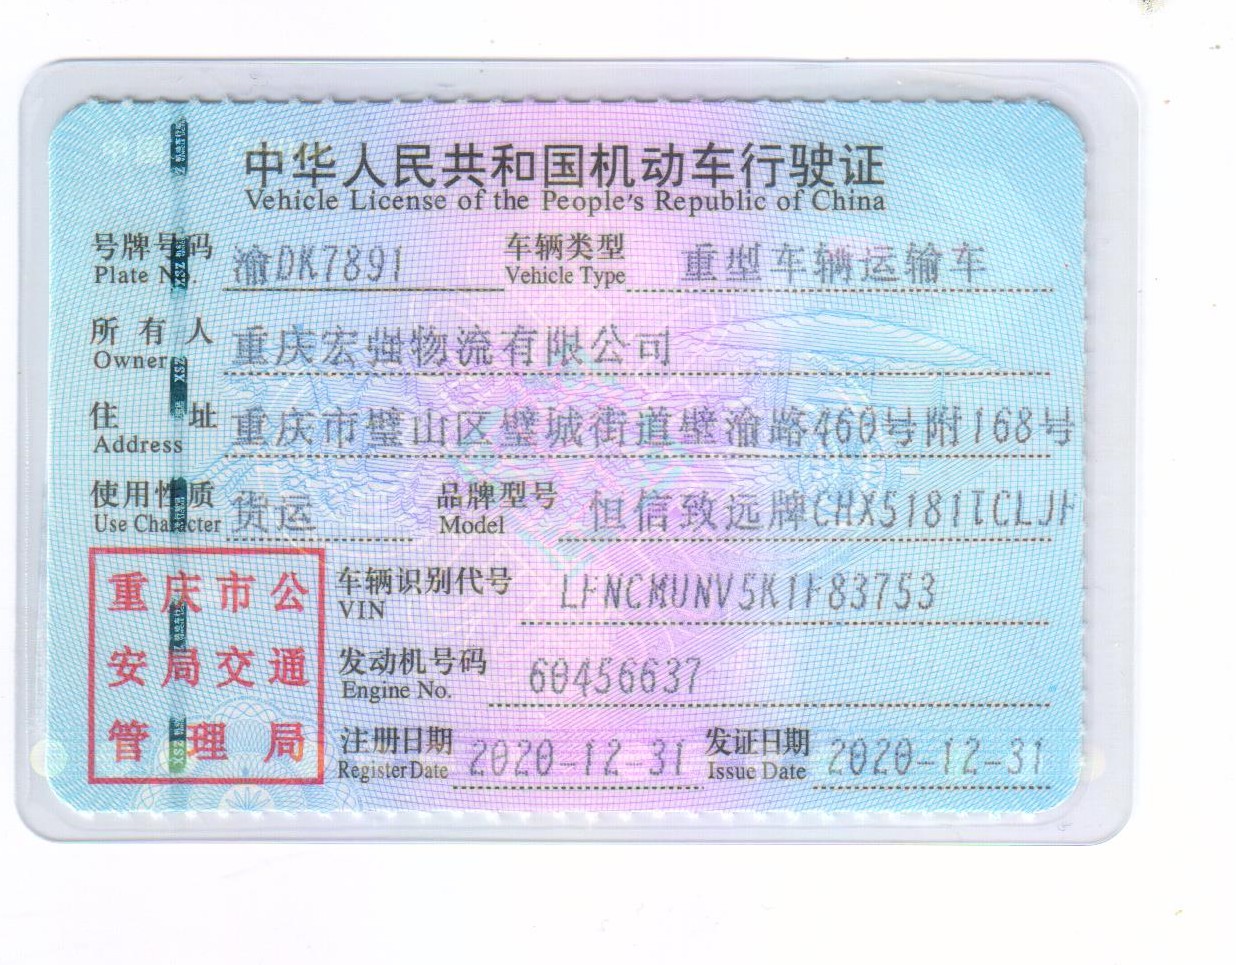 中华人民共和国机动车行驶证
Vehicle License of the People's Republic of China
号牌号码 渝DK7891 车辆类型 重型车辆运输车
Plate No. Vehicle Type
所有人 重庆宏强物流有限公司
Owner
住址 重庆市璧山区璧城街道壁渝路460号附168号
Address
使用性质 货运 品牌型号 恒信致远牌CHX5181TCLJH
Use Character Model
重庆市公
安局交通
管理局
车辆识别代号 LFNCMUNV5K1F83753
VIN
发动机号码 60456637
Engine No.
注册日期 2020-12-31 发证日期 2020-12-31
Register Date Issue Date